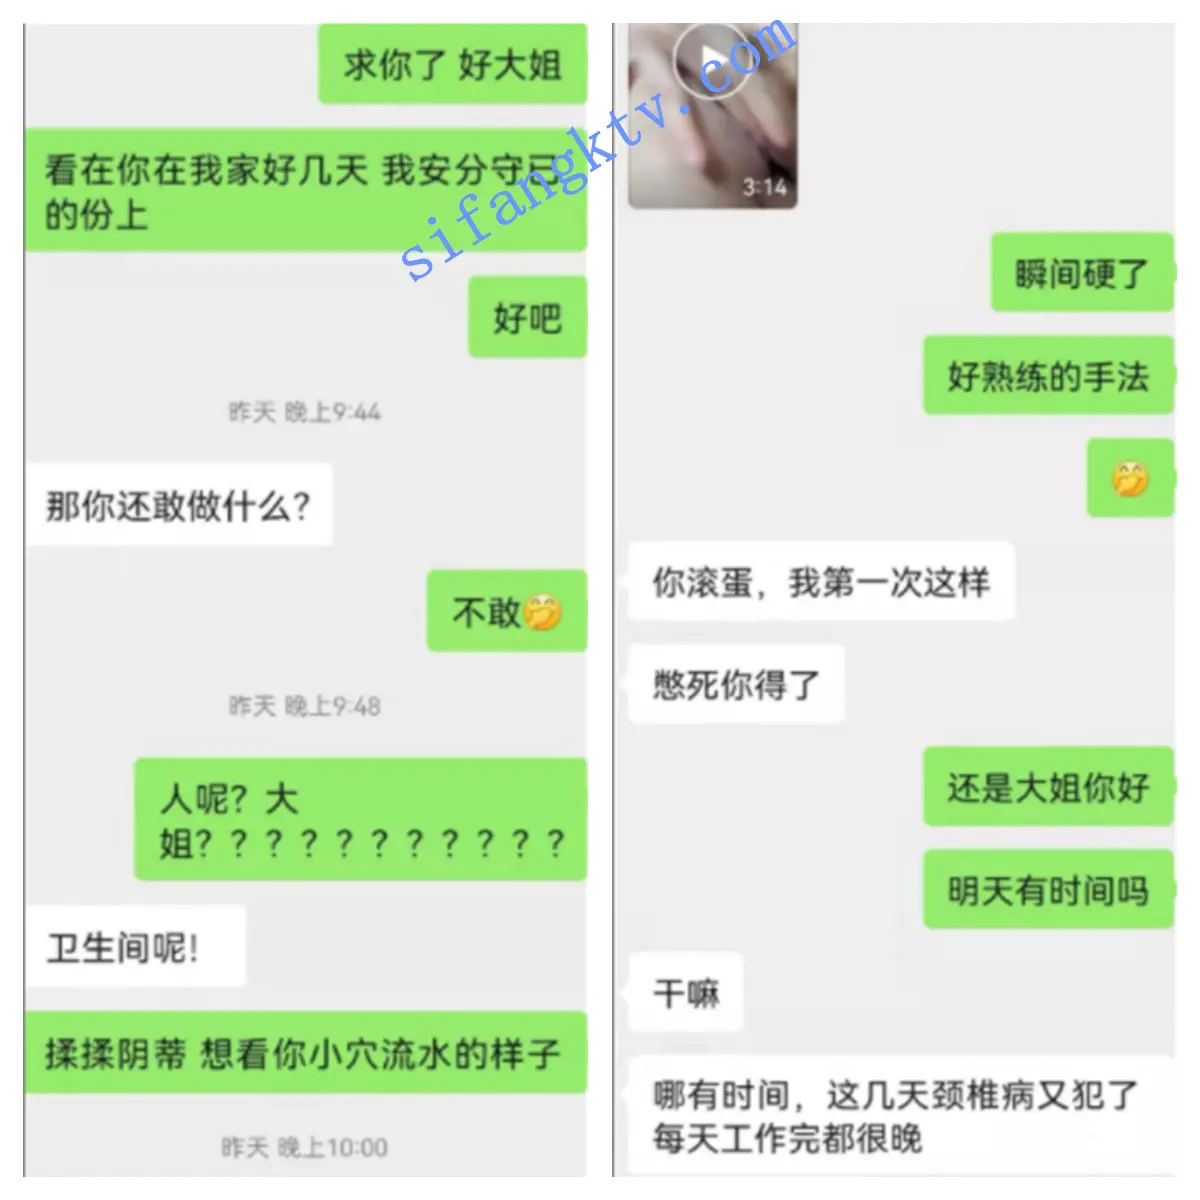 求你了 好大姐
看在你在我家好几天 我安分守已
的份上
好吧
昨天 晚上9:44
那你还敢做什么?
不敢🤭
昨天 晚上9:48
人呢? 大
姐? ? ? ? ? ? ? ? ? ? ?
卫生间呢!
揉揉阴蒂 想看你小穴流水的样子
昨天 晚上10:00
3:14
瞬间硬了
好熟练的手法
🤭
你滚蛋，我第一次这样
憋死你得了
还是大姐你好
明天有时间吗
干嘛
哪有时间，这几天颈椎病又犯了
每天工作完都很晚
sifangktv.com